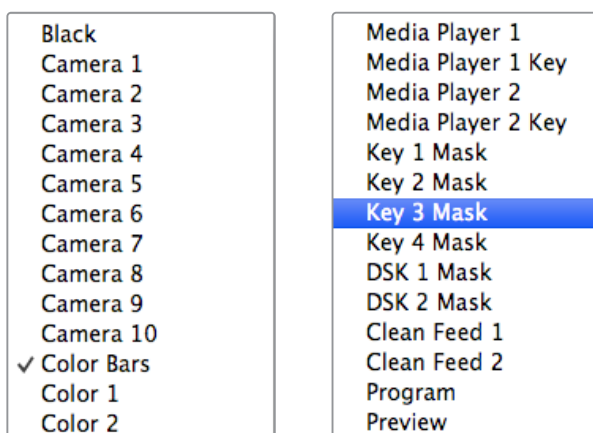 Black
Camera 1
Camera 2
Camera 3
Camera 4
Camera 5
Camera 6
Camera 7
Camera 8
Camera 9
Camera 10
✓ Color Bars
Color 1
Color 2
Media Player 1
Media Player 1 Key
Media Player 2
Media Player 2 Key
Key 1 Mask
Key 2 Mask
Key 3 Mask
Key 4 Mask
DSK 1 Mask
DSK 2 Mask
Clean Feed 1
Clean Feed 2
Program
Preview